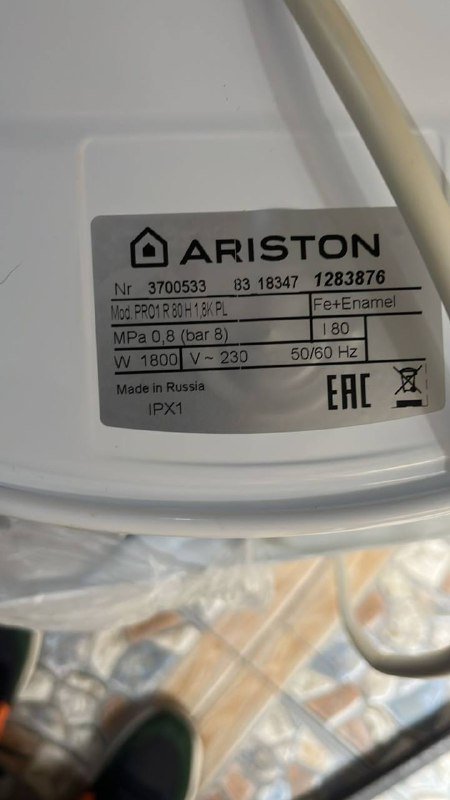 ARISTON
Nr 3700533 83 18347 1283876
Mod. PRO1 R 80 H 1,8K PL Fe+Enamel
MPa 0,8 (bar 8) l 80
W 1800 V~ 230 50/60 Hz
Made in Russia
IPX1
EAC